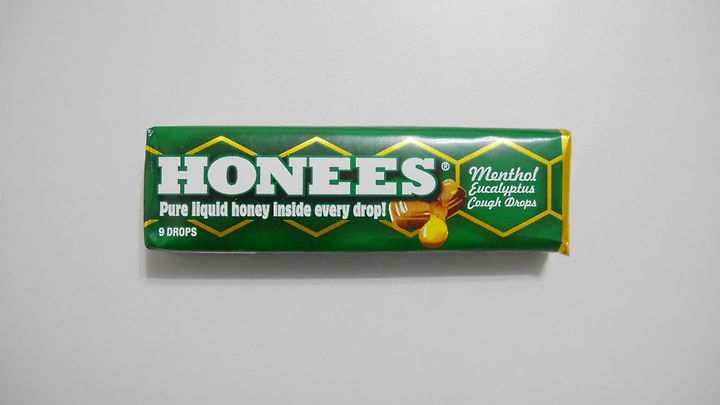 HONEES®
Pure liquid honey inside every drop!
9 DROPS
Menthol
Eucalyptus
Cough Drops